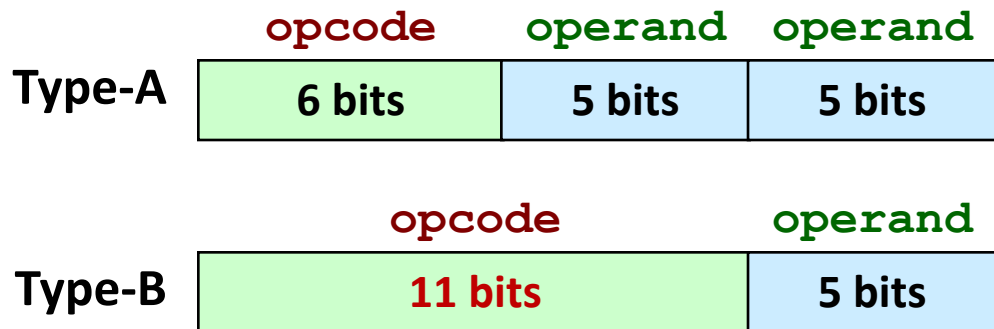 opcode operand operand
Type-A 6 bits 5 bits 5 bits
opcode operand
Type-B 11 bits 5 bits